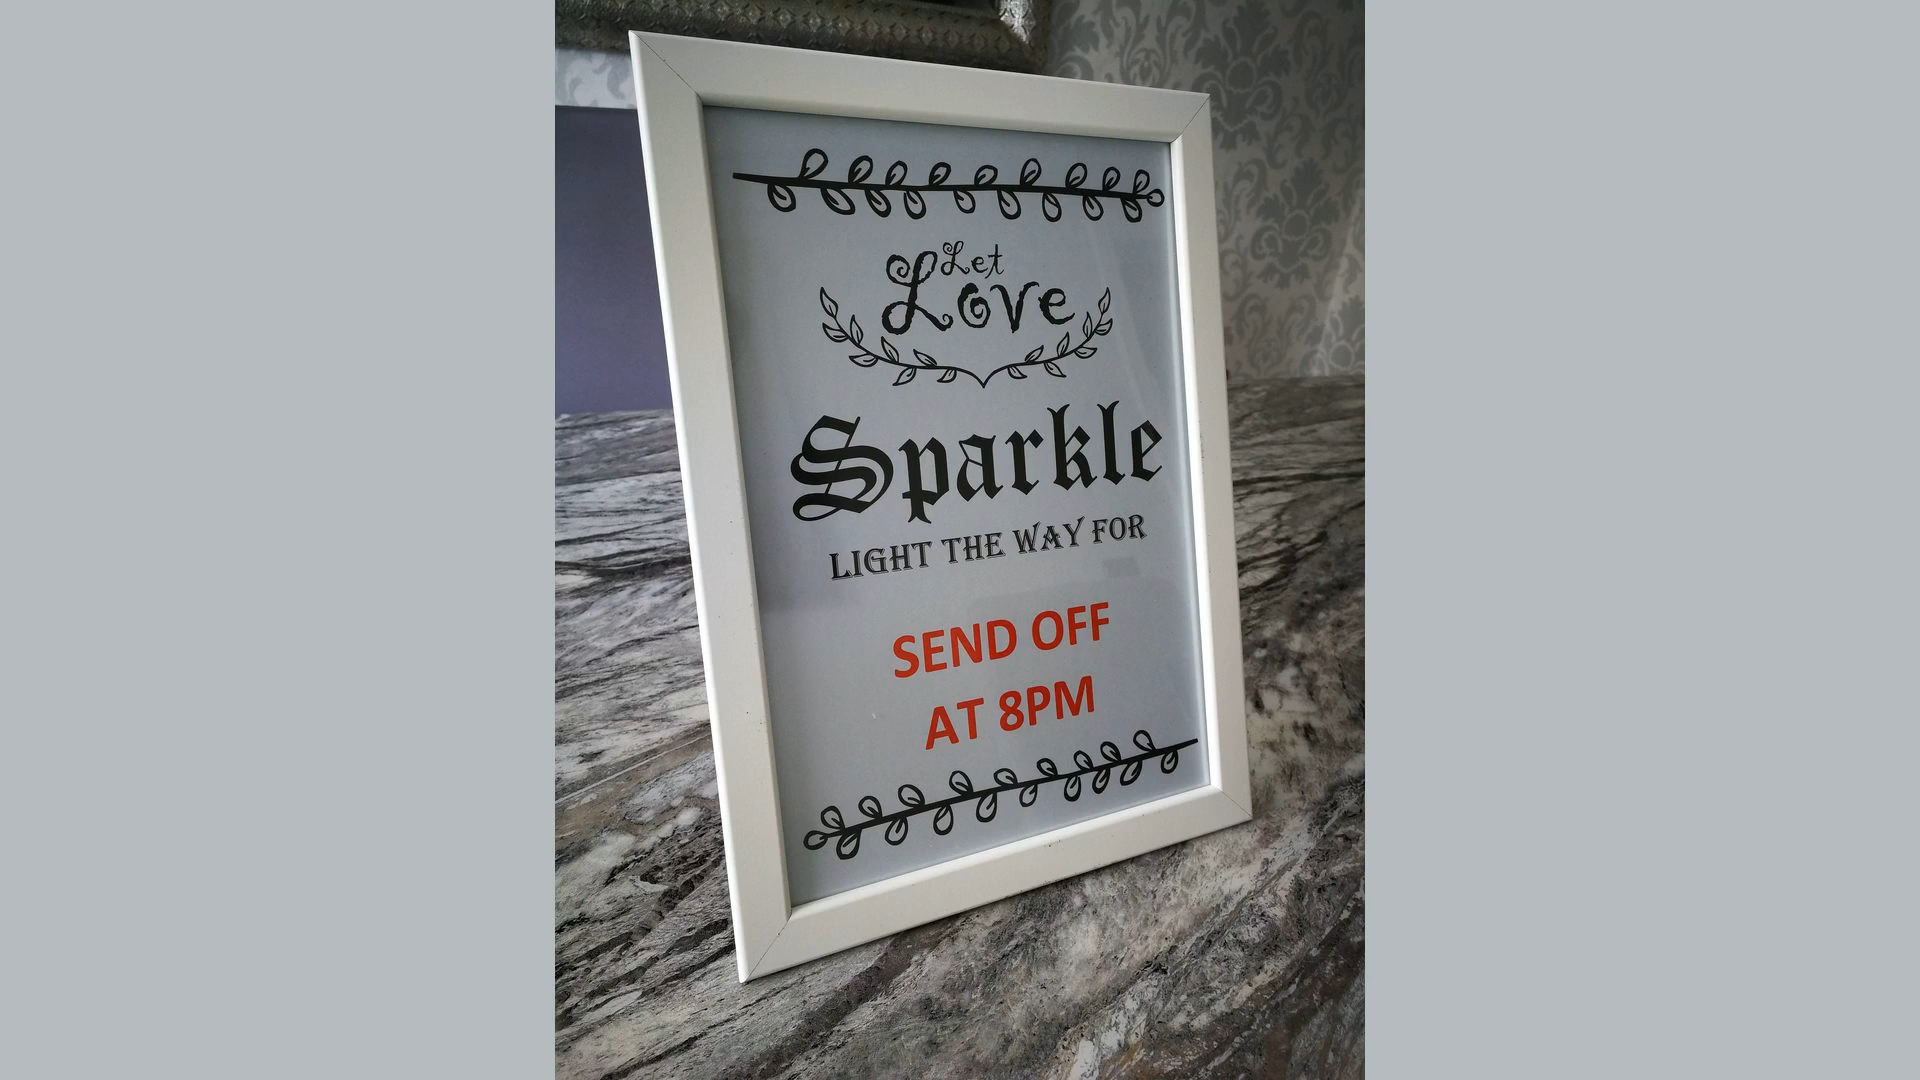 Let
Love
Sparkle
LIGHT THE WAY FOR
SEND OFF
AT 8PM